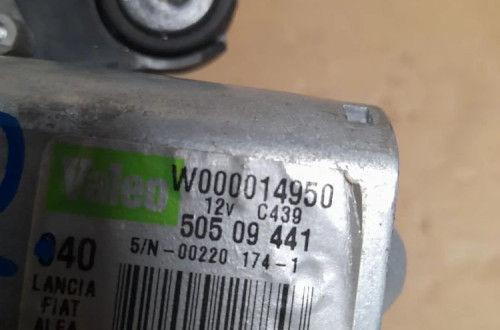 Valeo W000014950
12V C439
505 09 441
040 S/N-00220 174-1
LANCIA
FIAT
ALFA